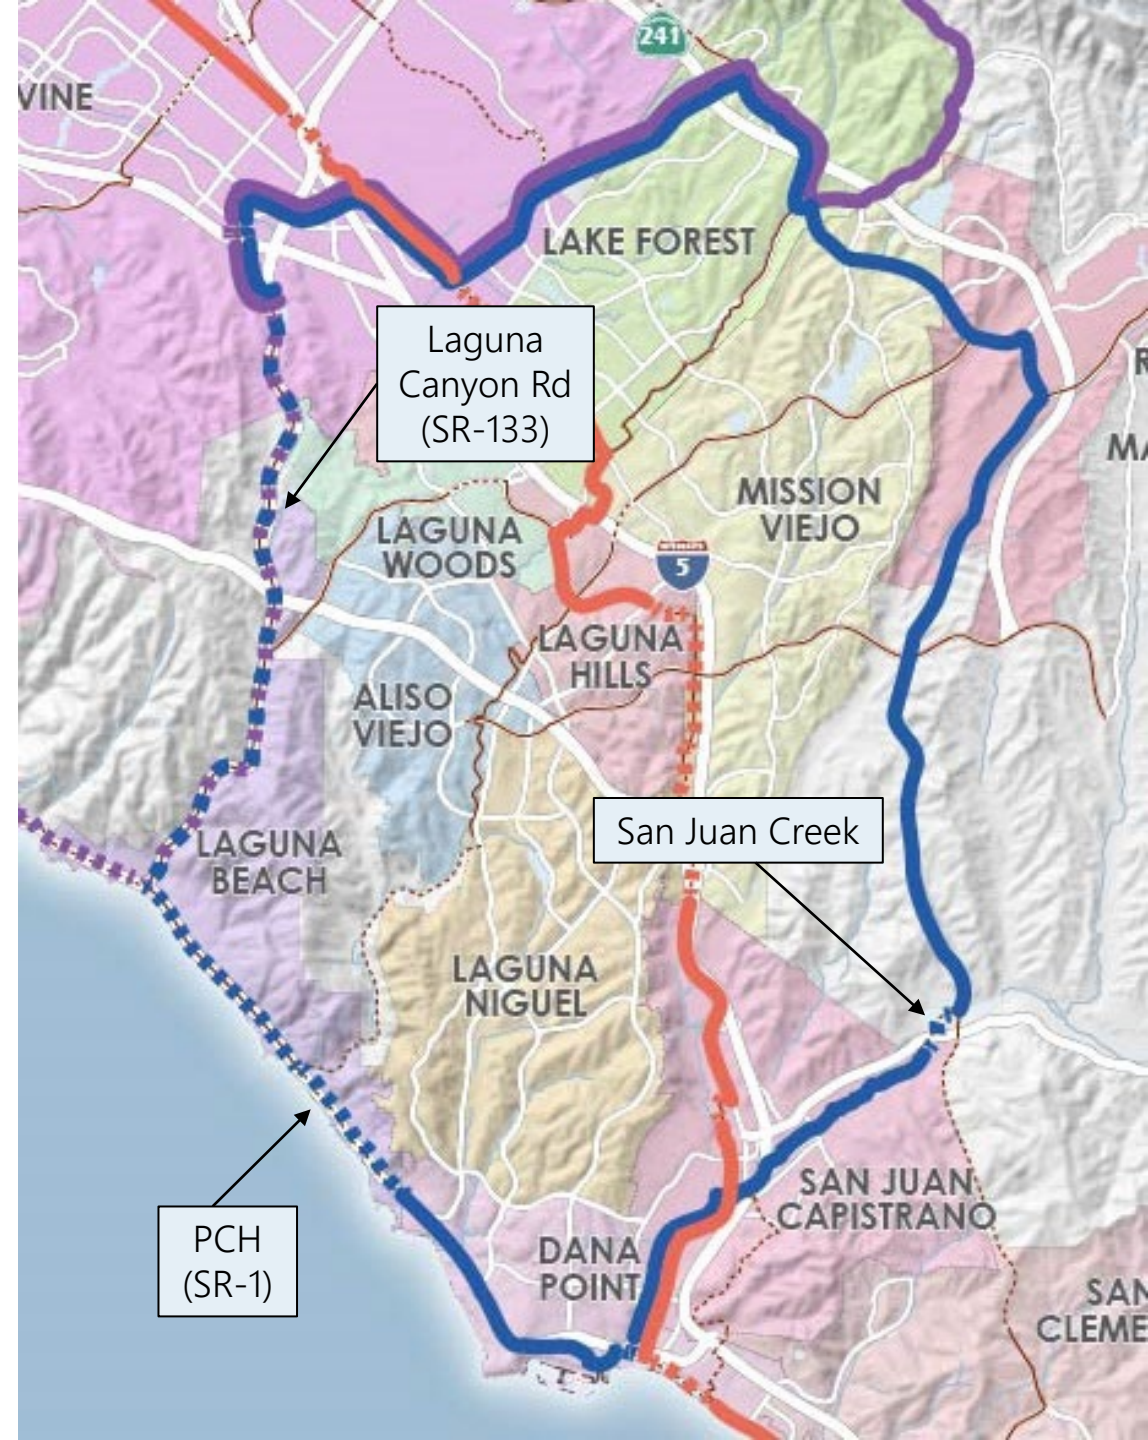 241
VINE
LAKE FOREST
Laguna
Canyon Rd
(SR-133)
R
MA
MISSION
VIEJO
LAGUNA
WOODS
5
LAGUNA
HILLS
ALISO
VIEJO
San Juan Creek
LAGUNA
BEACH
LAGUNA
NIGUEL
SAN JUAN
CAPISTRANO
PCH
(SR-1)
DANA
POINT
SAN
CLEME